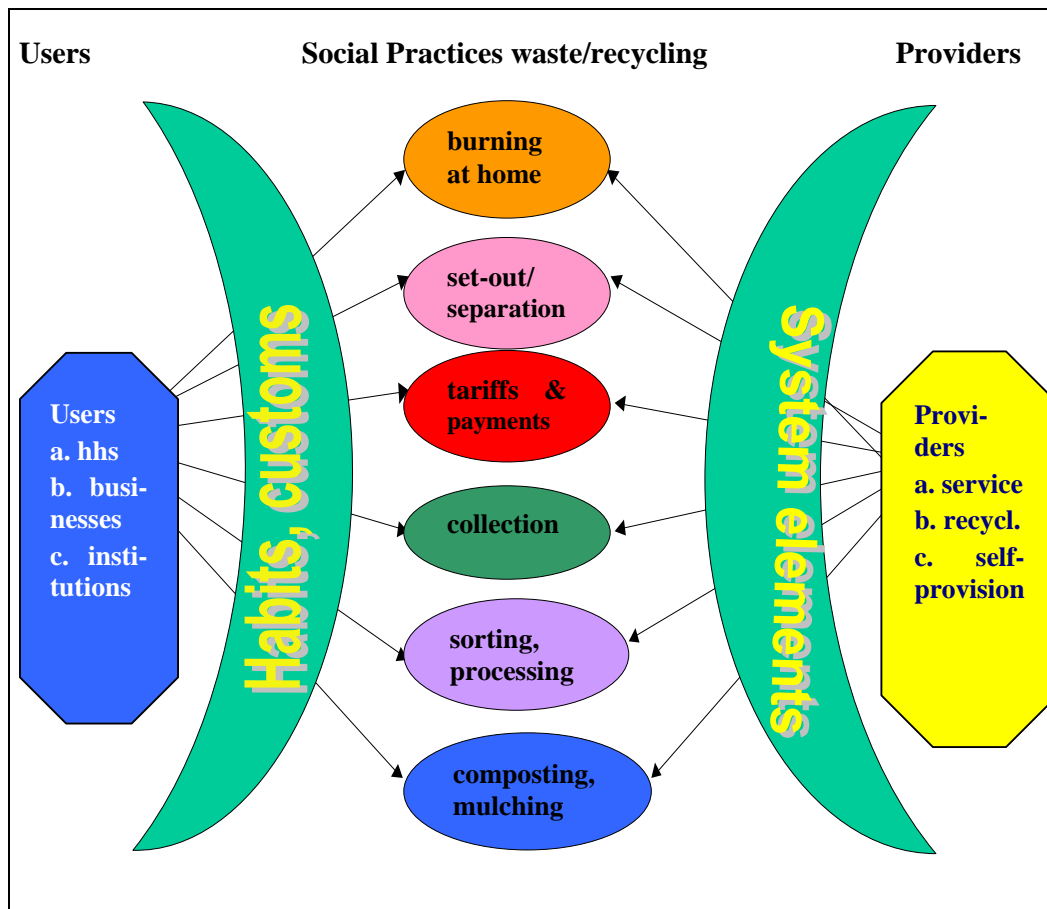 Users
Social Practices waste/recycling
Providers
burning
at home
set-out/
separation
tariffs &
payments
collection
sorting,
processing
composting,
mulching
Habits, customs
System elements
Users
a. hhs
b. busi-
nesses
c. insti-
tutions
Provi-
ders
a. service
b. recycl.
c. self-
provision